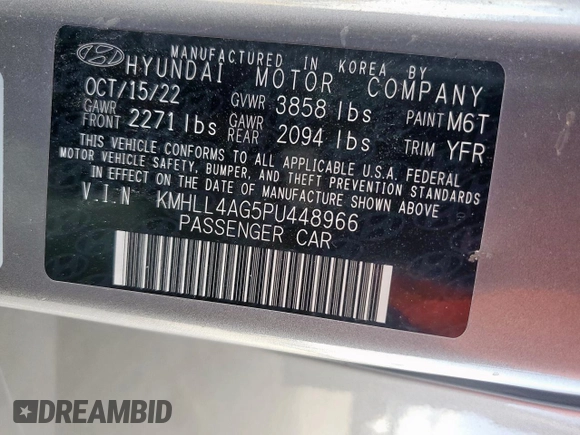 MANUFACTURED IN KOREA BY
HYUNDAI MOTOR COMPANY
OCT/15/22 GVWR 3858 lbs PAINT M6T
GAWR FRONT 2271 lbs GAWR REAR 2094 lbs TRIM YFR
THIS VEHICLE CONFORMS TO ALL APPLICABLE U.S.A. FEDERAL
MOTOR VEHICLE SAFETY, BUMPER, AND THEFT PREVENTION STANDARDS
IN EFFECT ON THE DATE OF MANUFACTURE SHOWN ABOVE.
V.I.N KMHLL4AG5PU448966
PASSENGER CAR
DREAMBID